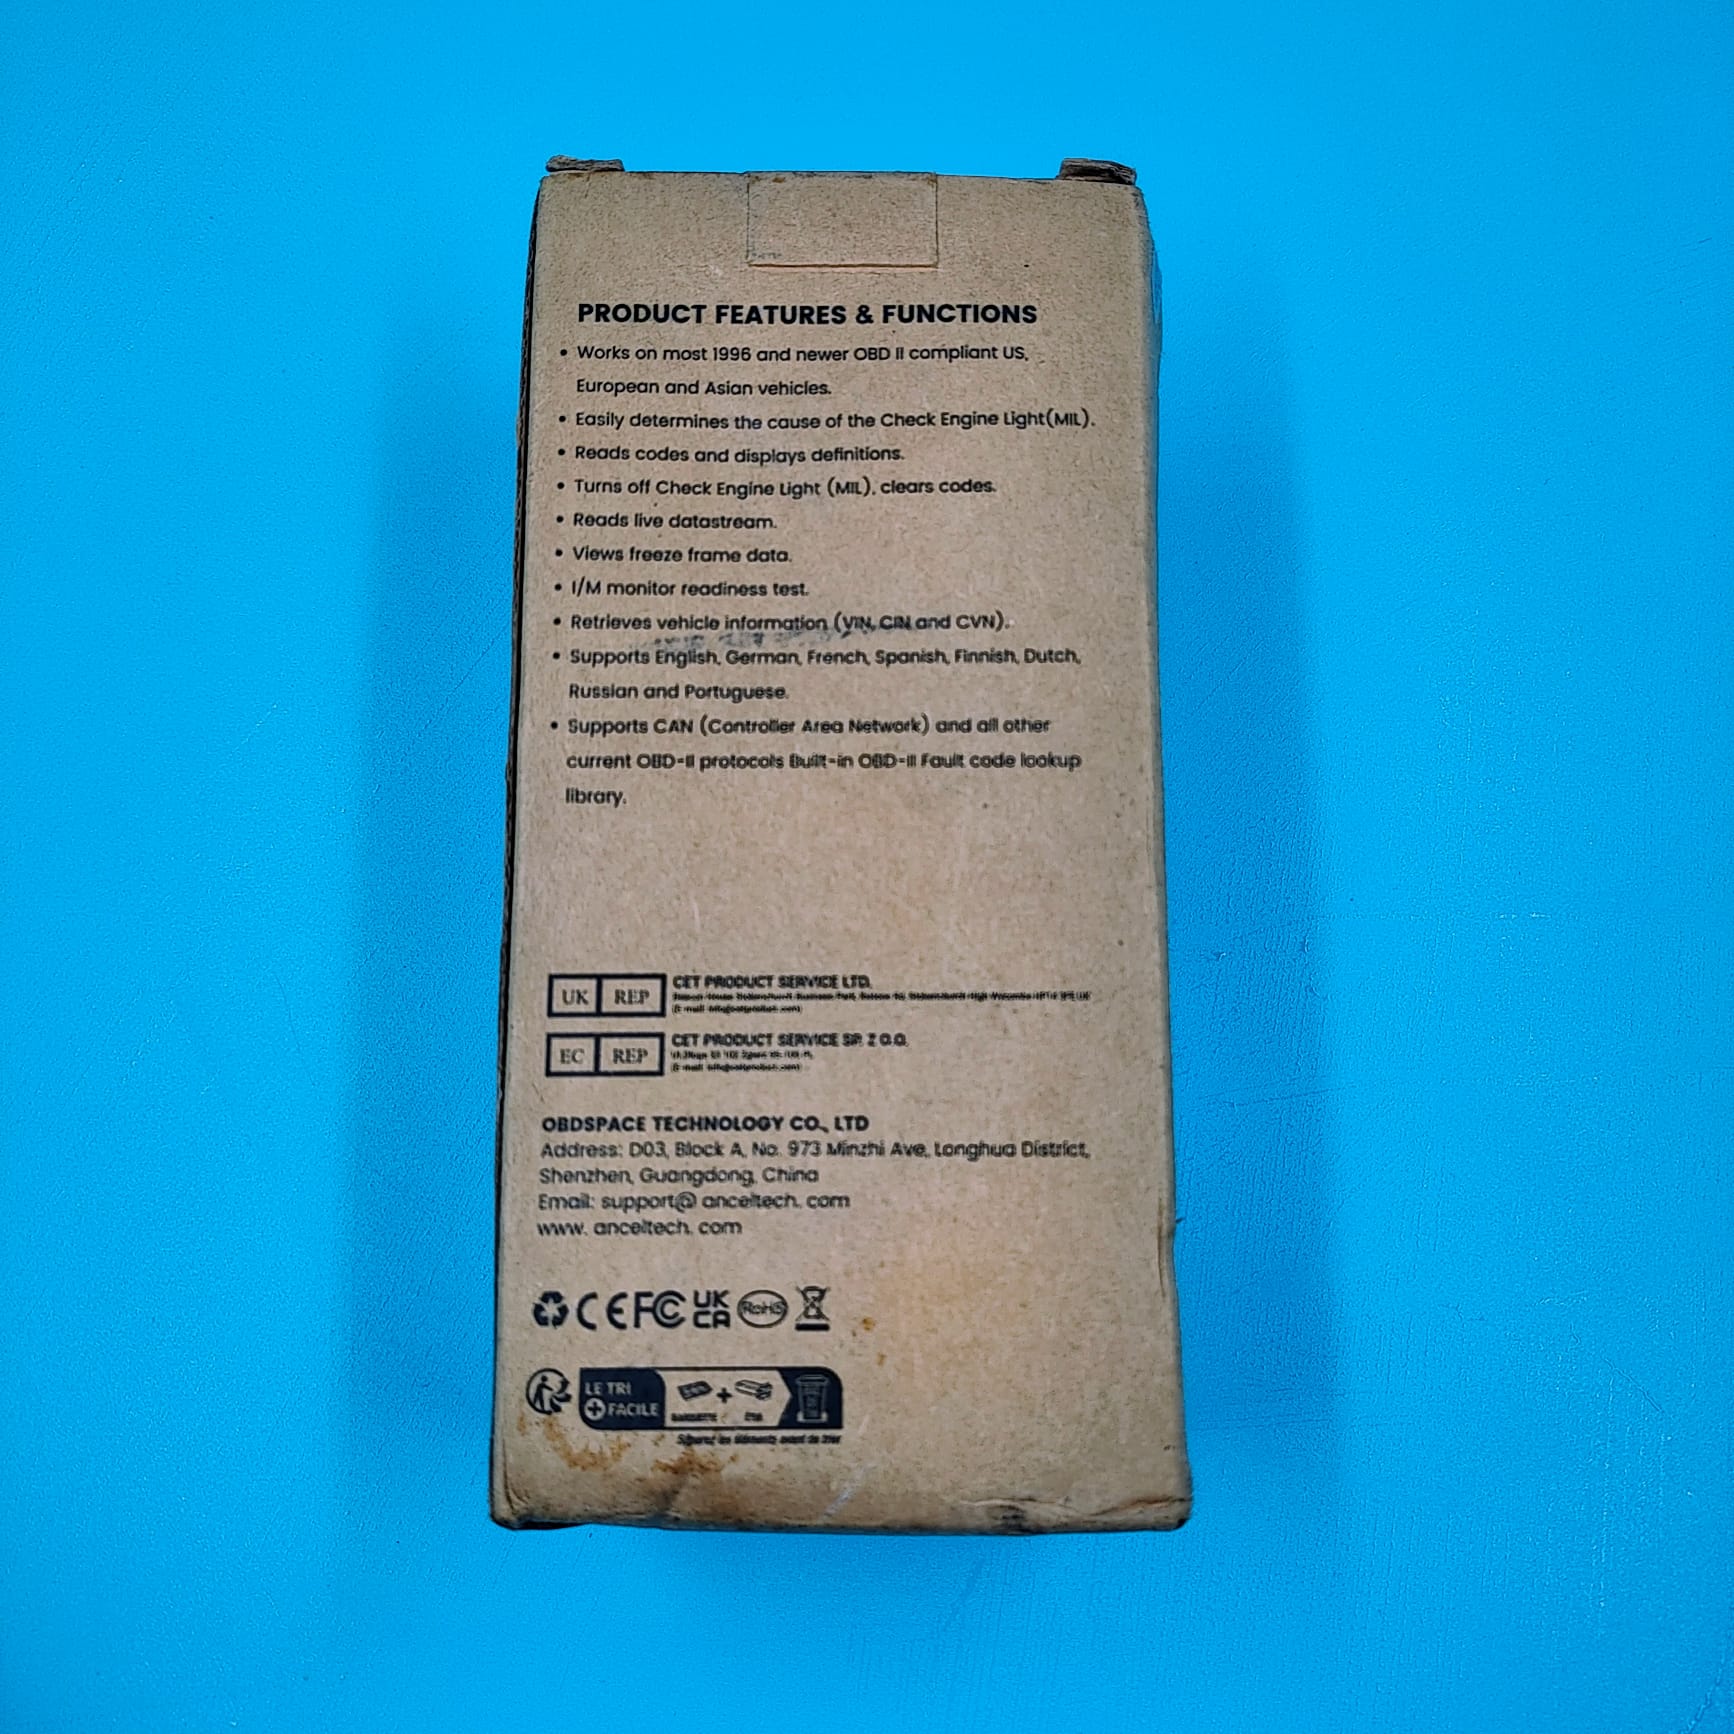 PRODUCT FEATURES & FUNCTIONS
• Works on most 1996 and newer OBD II compliant US,
European and Asian vehicles.
• Easily determines the cause of the Check Engine Light(MIL).
• Reads codes and displays definitions.
• Turns off Check Engine Light (MIL), clears codes.
• Reads live datastream.
• Views freeze frame data.
• I/M monitor readiness test.
• Retrieves vehicle information (VIN, CIN and CVN).
• Supports English, German, French, Spanish, Finnish, Dutch,
Russian and Portuguese.
• Supports CAN (Controller Area Network) and all other
current OBD-II protocols Built-in OBD-II Fault code lookup
library.
UK REP CET PRODUCT SERVICE LTD.
EC REP CET PRODUCT SERVICE SP. Z O.O.
OBDSPACE TECHNOLOGY CO., LTD
Address: D03, Block A, No. 973 Minzhi Ave, Longhua District,
Shenzhen, Guangdong, China
Email: support@ anceltech. com
www. anceltech. com
CE FC UK CA RoHS
LE TRI
+ FACILE